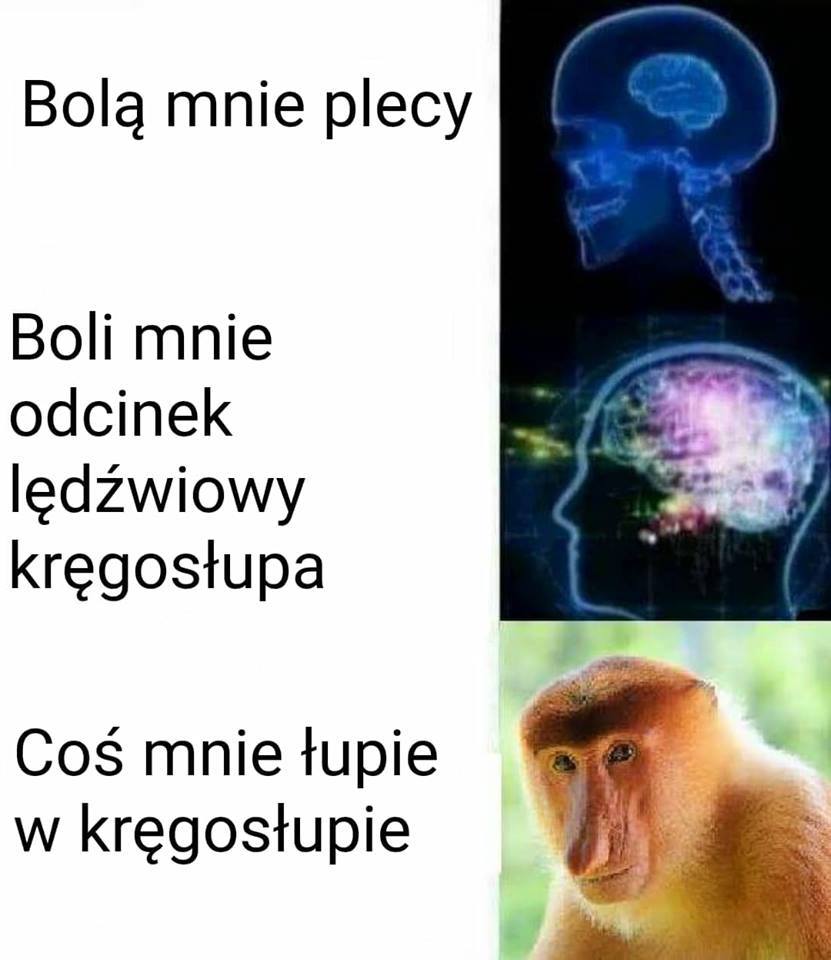 Bolą mnie plecy
Boli mnie
odcinek
lędźwiowy
kręgosłupa
Coś mnie łupie
w kręgosłupie